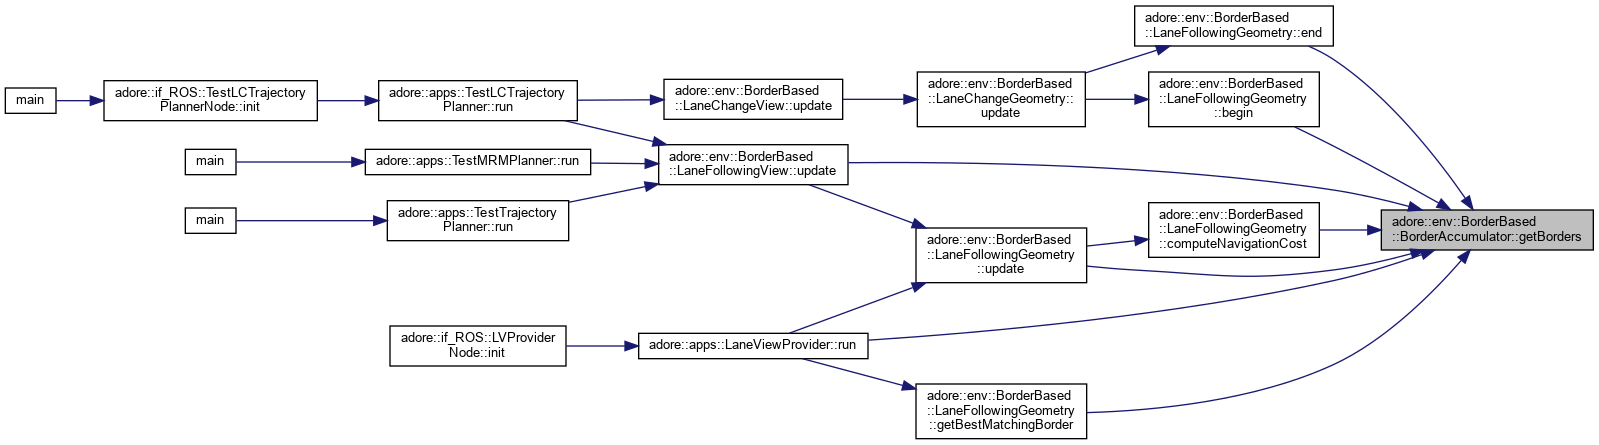 main
adore::if_ROS::TestLCTrajectory
PlannerNode::init
adore::apps::TestLCTrajectory
Planner::run
adore::env::BorderBased
::LaneChangeView::update
adore::env::BorderBased
::LaneChangeGeometry::
update
adore::env::BorderBased
::LaneFollowingGeometry::end
adore::env::BorderBased
::LaneFollowingGeometry
::begin
main
adore::apps::TestMRMPlanner::run
adore::env::BorderBased
::LaneFollowingView::update
main
adore::apps::TestTrajectory
Planner::run
adore::env::BorderBased
::LaneFollowingGeometry
::update
adore::env::BorderBased
::LaneFollowingGeometry
::computeNavigationCost
adore::env::BorderBased
::BorderAccumulator::getBorders
adore::if_ROS::LVProvider
Node::init
adore::apps::LaneViewProvider::run
adore::env::BorderBased
::LaneFollowingGeometry
::getBestMatchingBorder